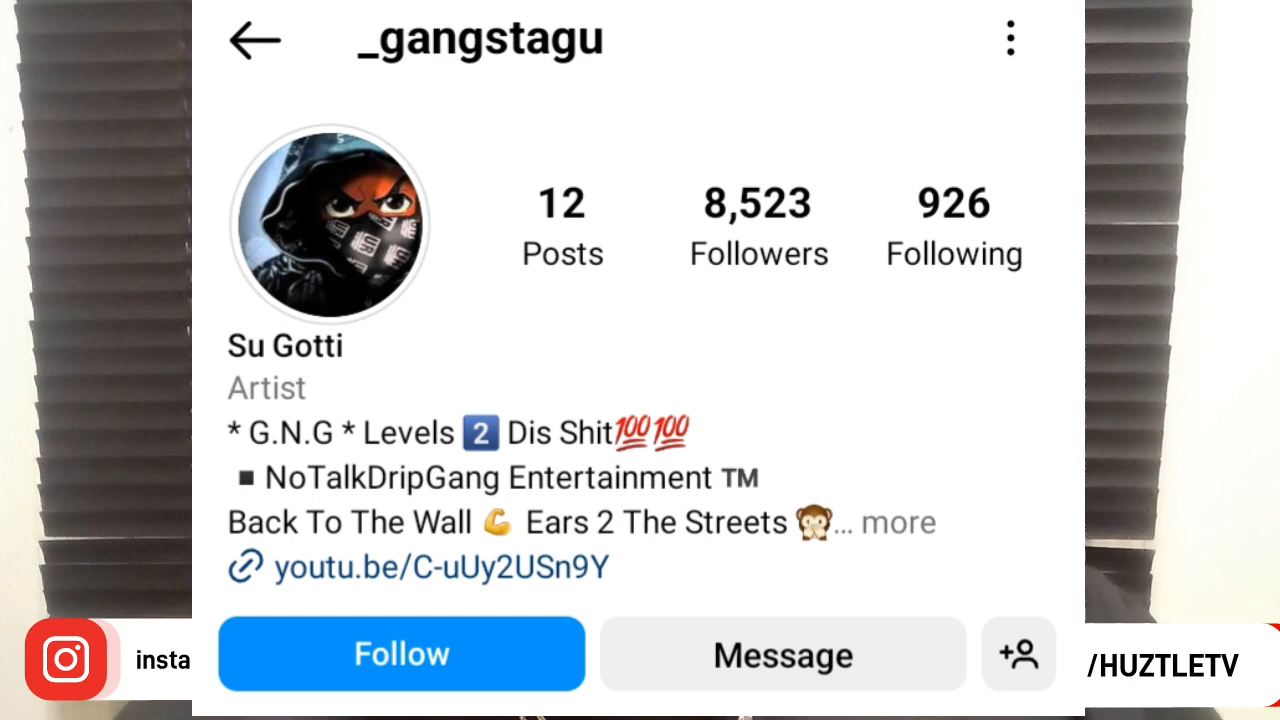 _gangstagu
12 8,523 926
Posts Followers Following
Su Gotti
Artist
* G.N.G * Levels 2️⃣ Dis Shit💯💯
◾NoTalkDripGang Entertainment ™️
Back To The Wall 💪 Ears 2 The Streets 🙊... more
youtu.be/C-uUy2USn9Y
insta Follow Message /HUZTLETV